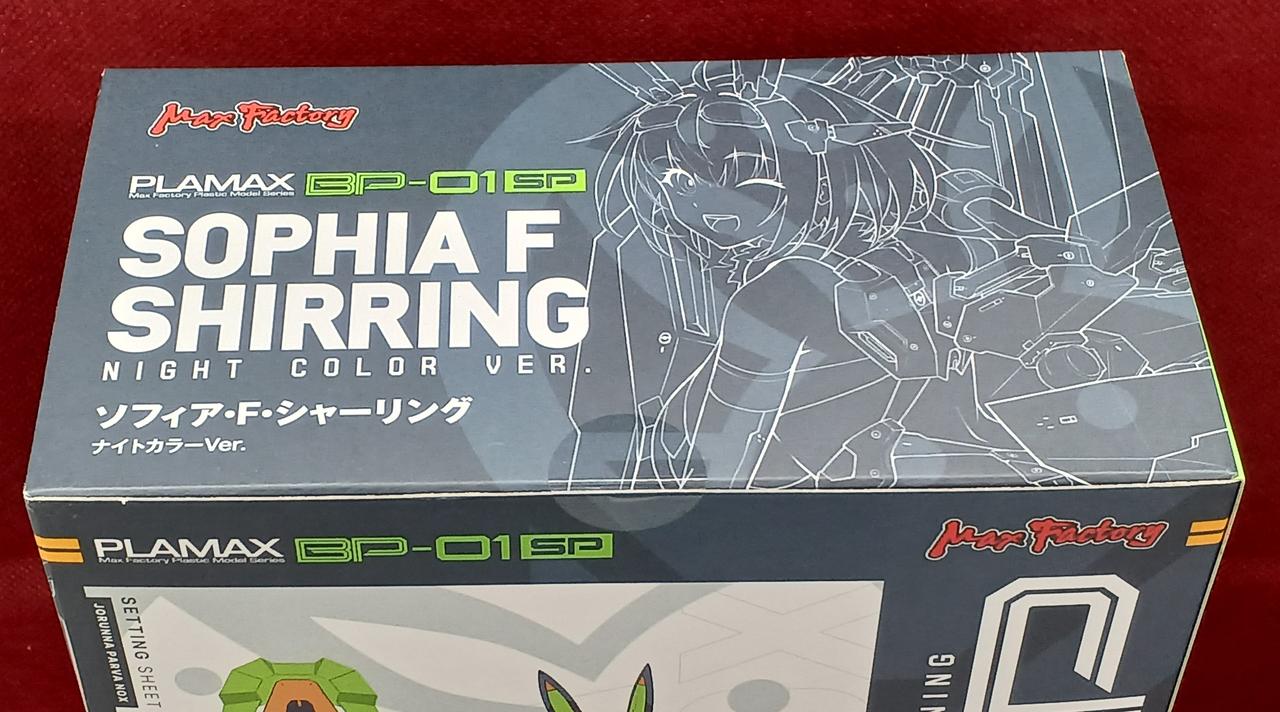 Max Factory
PLAMAX BP-01 SP
Max Factory Plastic Model Series
SOPHIA F
SHIRRING
NIGHT COLOR VER.
ソフィア・F・シャーリング
ナイトカラーVer.
PLAMAX BP-01 SP
Max Factory Plastic Model Series
Max Factory
SETTING SHEET
JORUNNA PARVA NOX